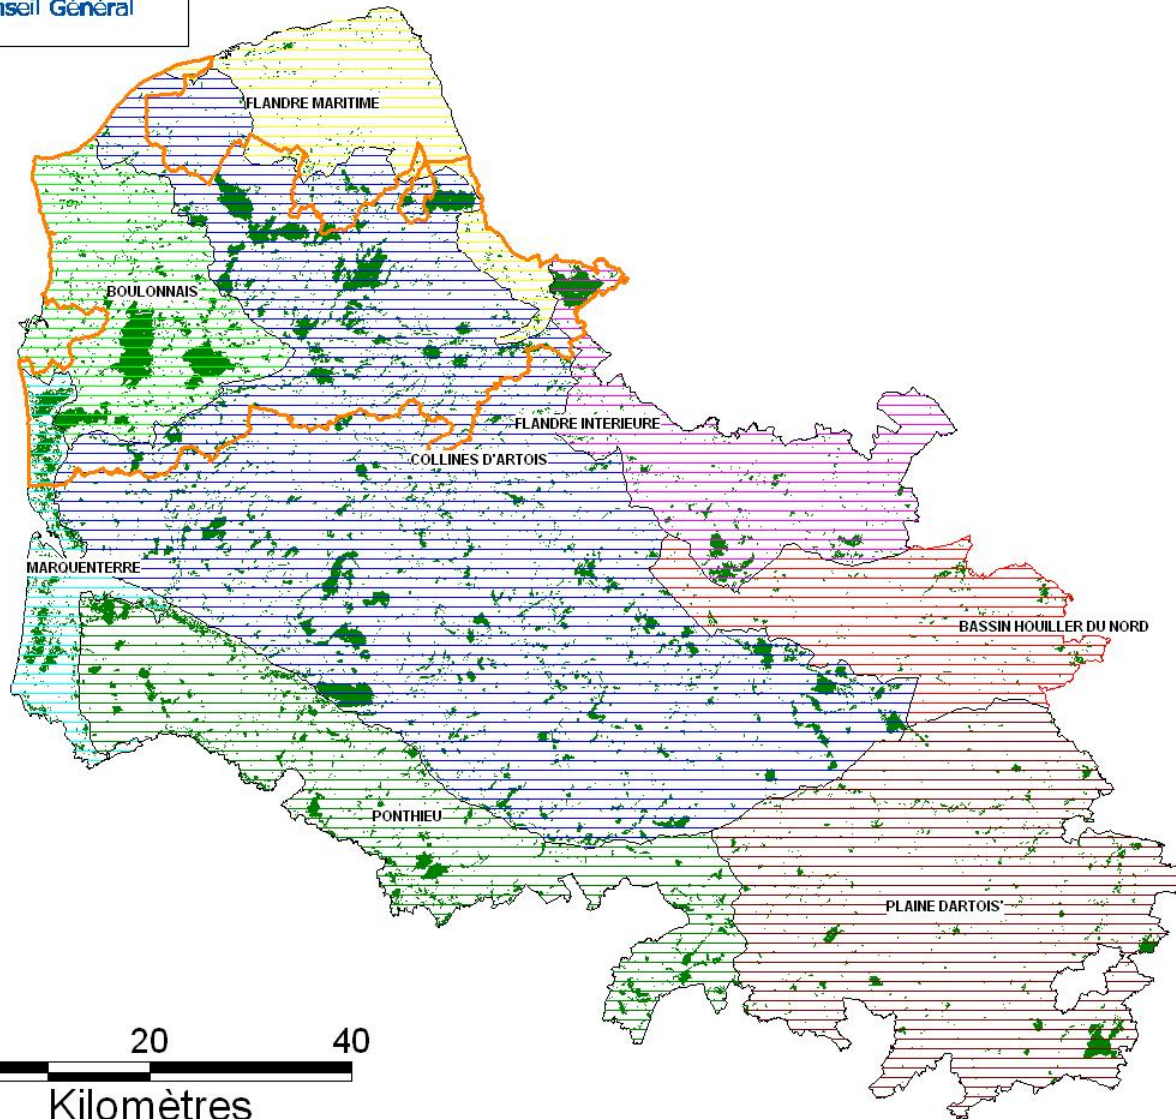 nseil Général
FLANDRE MARITIME
BOULONNAIS
FLANDRE INTERIEURE
COLLINES D'ARTOIS
MARQUENTERRE
BASSIN HOUILLER DU NORD
PONTHIEU
PLAINE DARTOIS'
20 40
Kilomètres